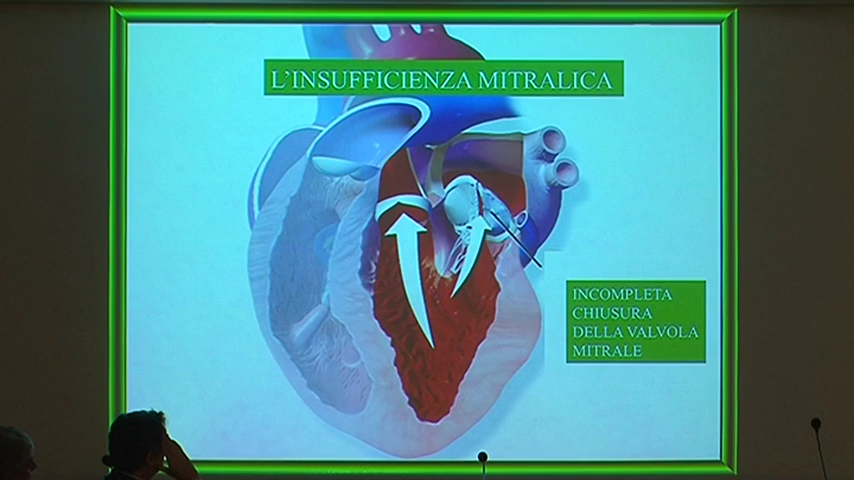 L'INSUFFICIENZA MITRALICA
INCOMPLETA
CHIUSURA
DELLA VALVOLA
MITRALE